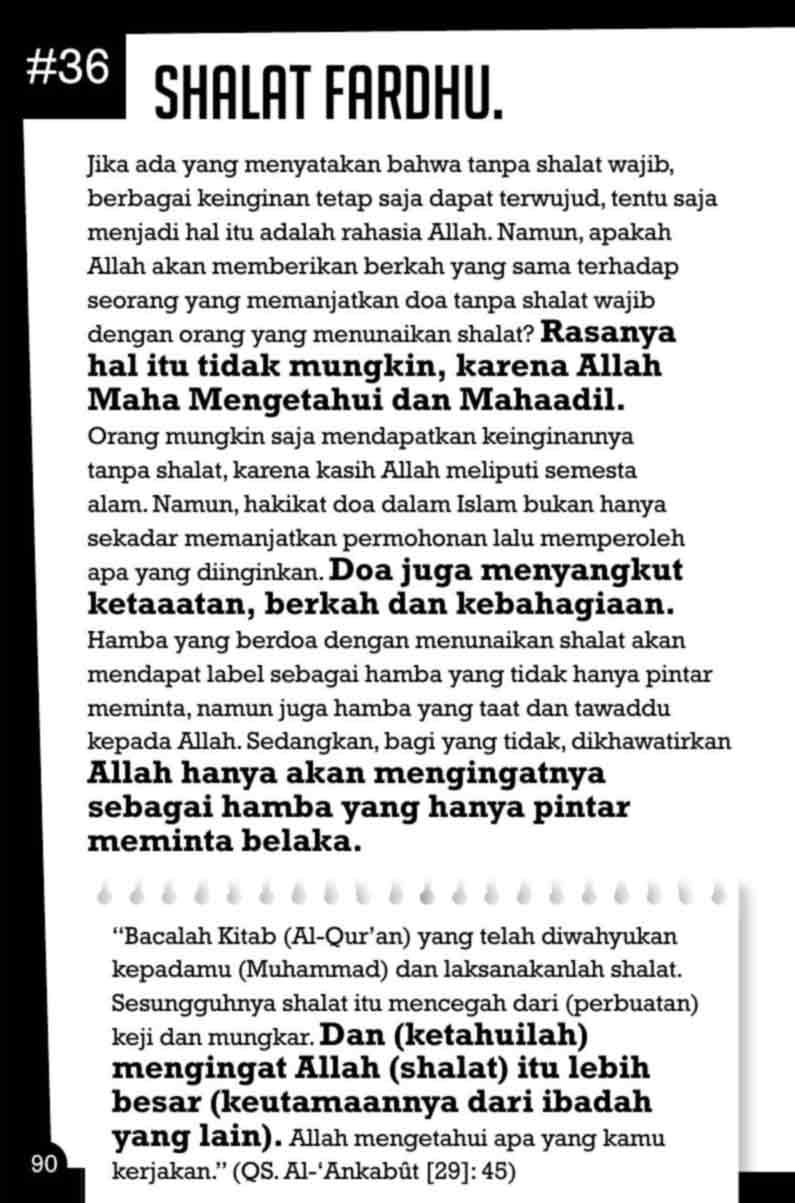 #36
SHALAT FARDHU.
Jika ada yang menyatakan bahwa tanpa shalat wajib,
berbagai keinginan tetap saja dapat terwujud, tentu saja
menjadi hal itu adalah rahasia Allah. Namun, apakah
Allah akan memberikan berkah yang sama terhadap
seorang yang memanjatkan doa tanpa shalat wajib
dengan orang yang menunaikan shalat? Rasanya
hal itu tidak mungkin, karena Allah
Maha Mengetahui dan Mahaadil.
Orang mungkin saja mendapatkan keinginannya
tanpa shalat, karena kasih Allah meliputi semesta
alam. Namun, hakikat doa dalam Islam bukan hanya
sekadar memanjatkan permohonan lalu memperoleh
apa yang diinginkan. Doa juga menyangkut
ketaaatan, berkah dan kebahagiaan.
Hamba yang berdoa dengan menunaikan shalat akan
mendapat label sebagai hamba yang tidak hanya pintar
meminta, namun juga hamba yang taat dan tawaddu
kepada Allah. Sedangkan, bagi yang tidak, dikhawatirkan
Allah hanya akan mengingatnya
sebagai hamba yang hanya pintar
meminta belaka.
“Bacalah Kitab (Al-Qur’an) yang telah diwahyukan
kepadamu (Muhammad) dan laksanakanlah shalat.
Sesungguhnya shalat itu mencegah dari (perbuatan)
keji dan mungkar. Dan (ketahuilah)
mengingat Allah (shalat) itu lebih
besar (keutamaannya dari ibadah
yang lain). Allah mengetahui apa yang kamu
kerjakan.” (QS. Al-‘Ankabût [29]: 45)
90